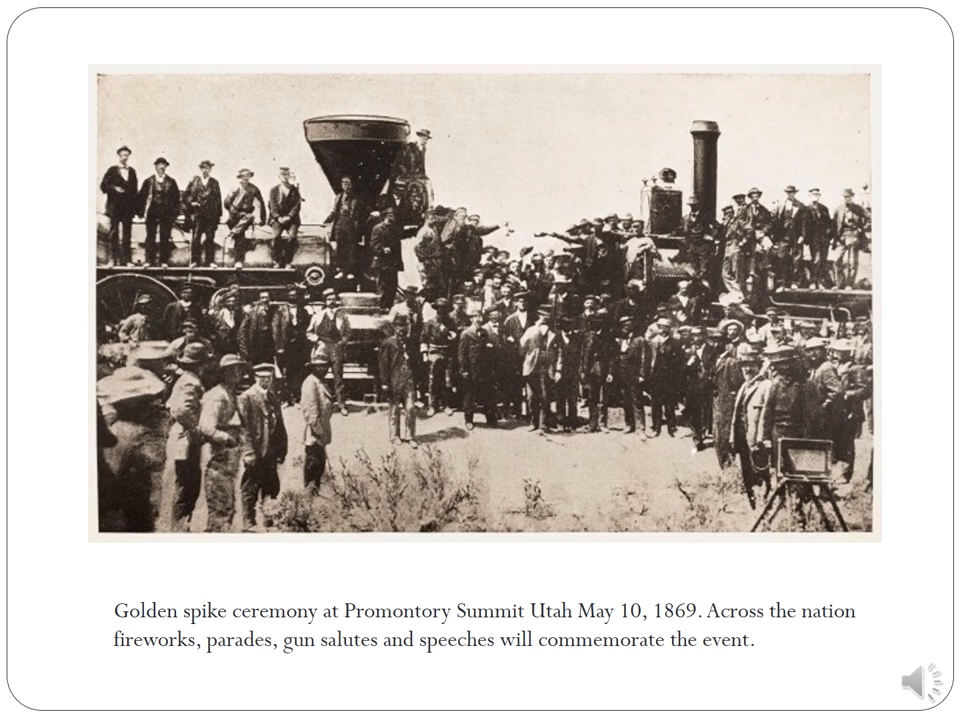 Golden spike ceremony at Promontory Summit Utah May 10, 1869. Across the nation
fireworks, parades, gun salutes and speeches will commemorate the event.